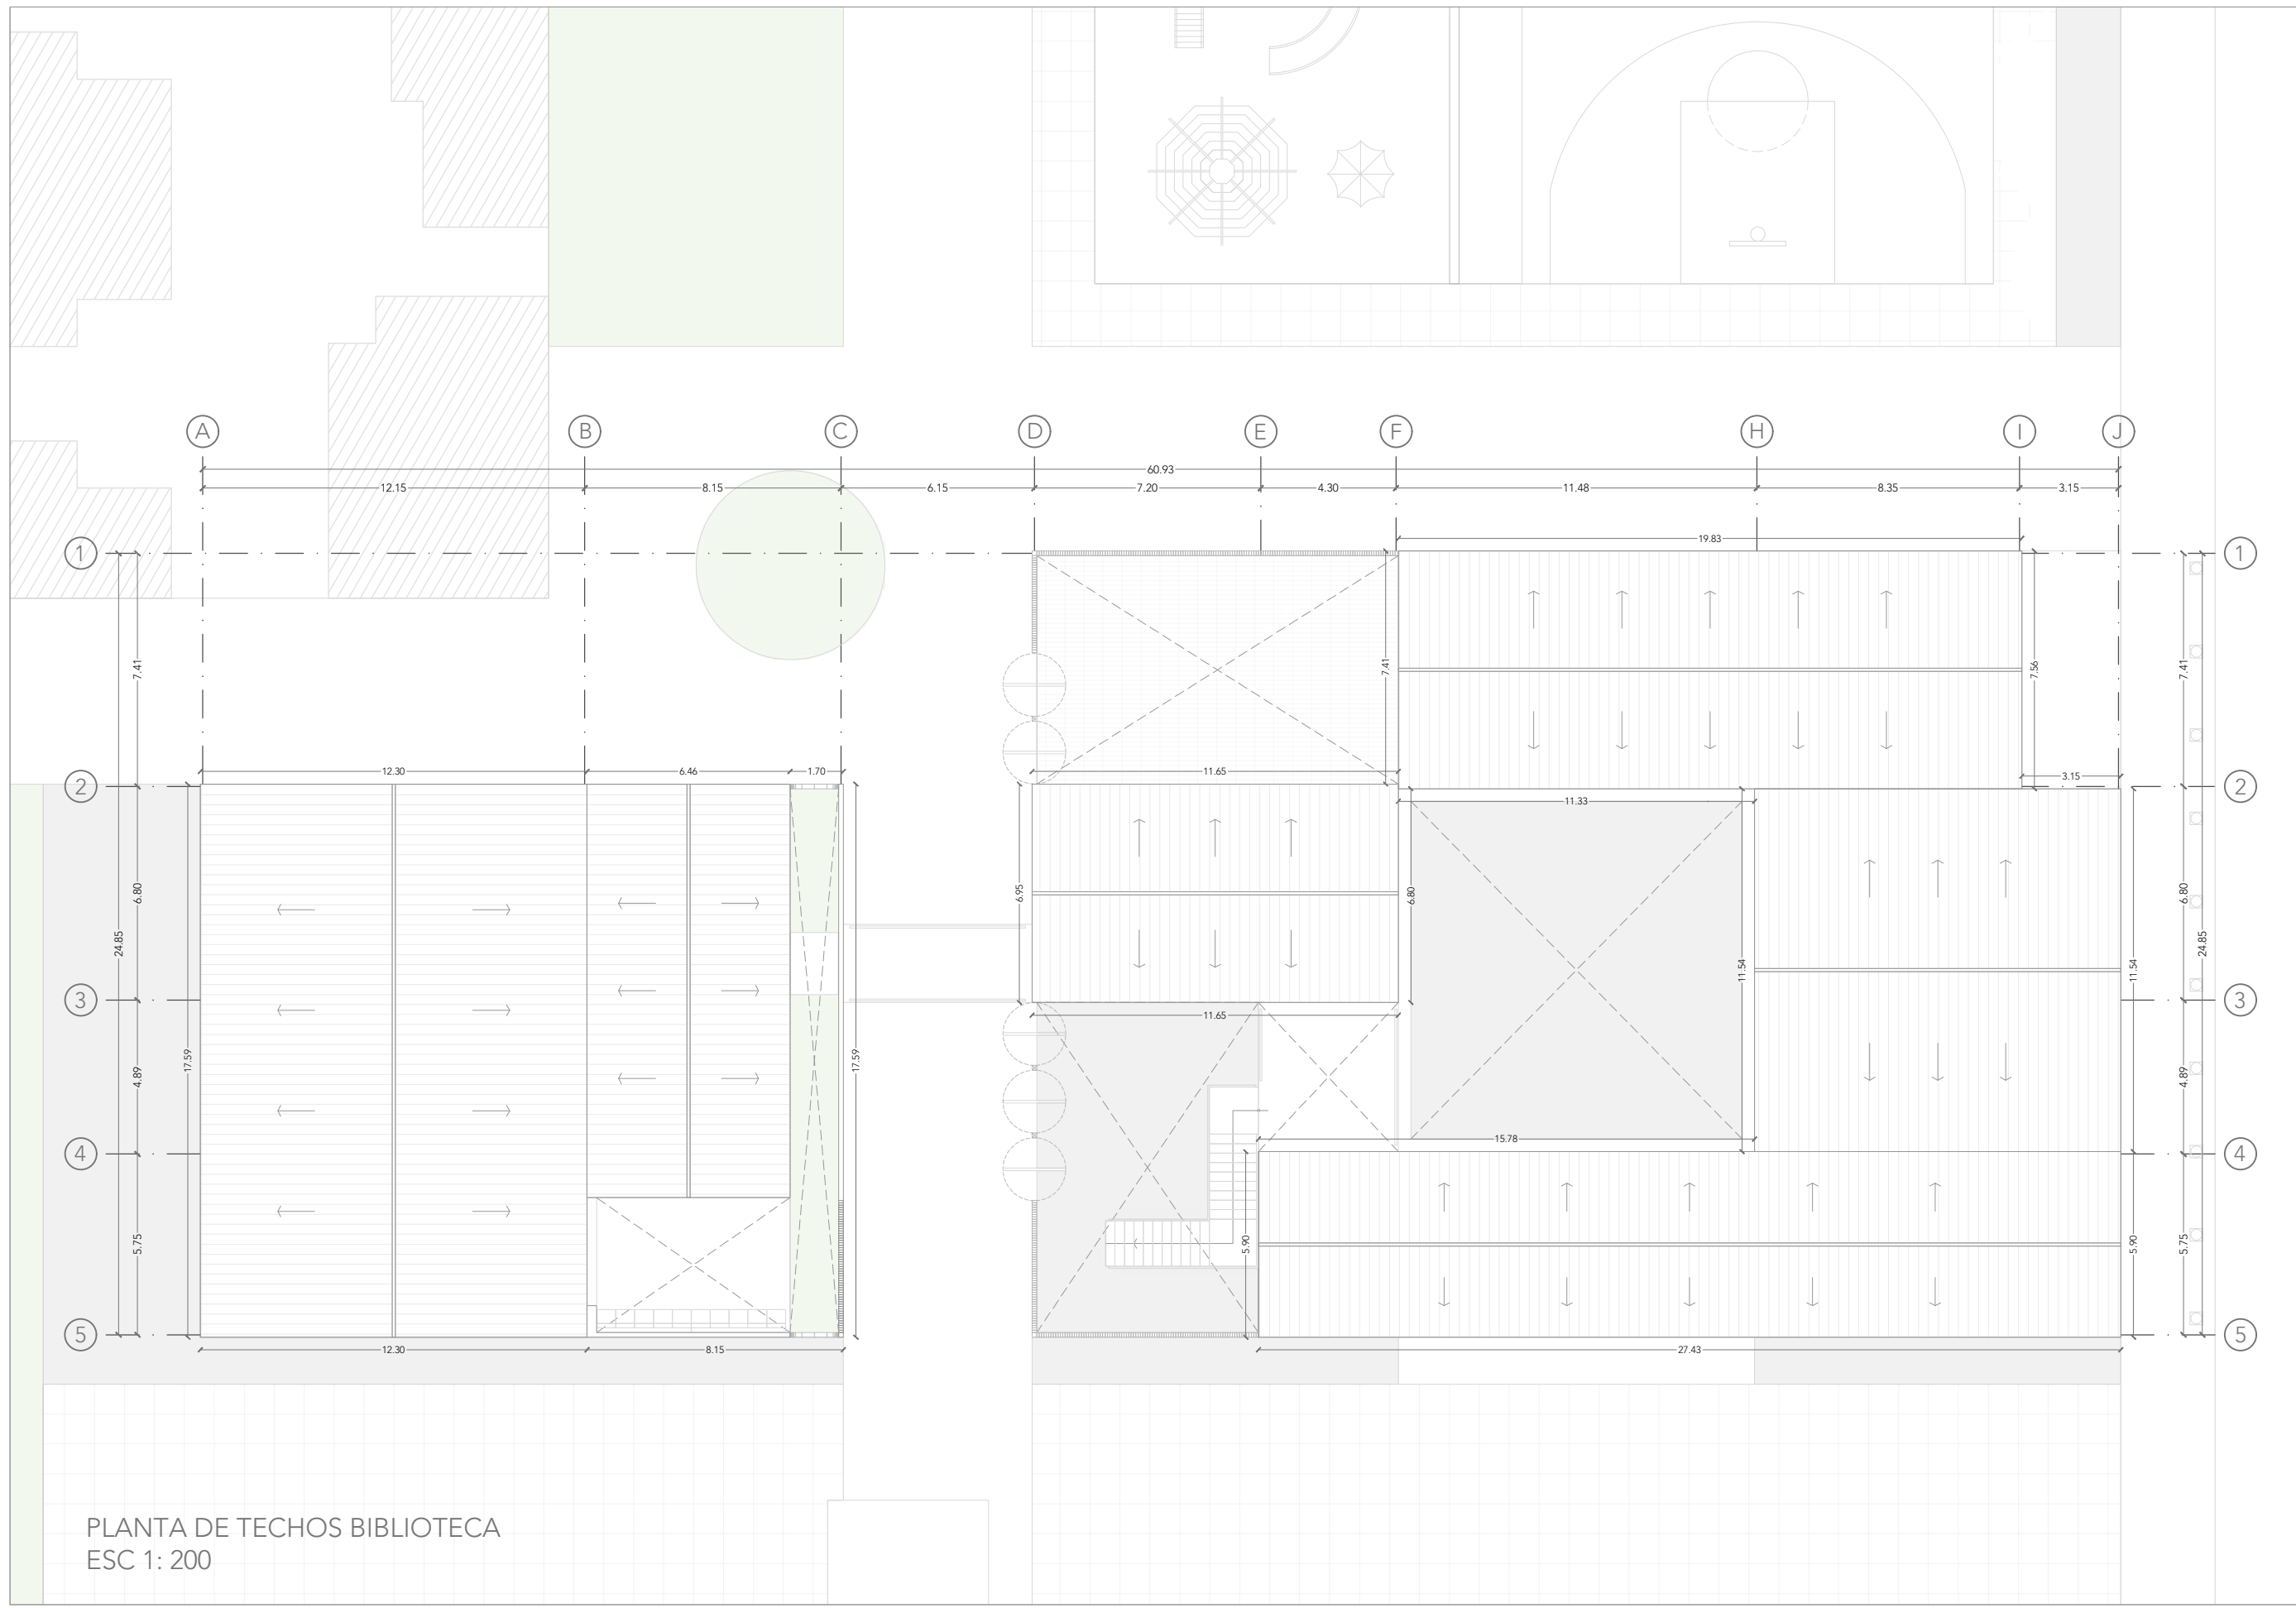 A B C D E F H I J
60.93
12.15 8.15 6.15 7.20 4.30 11.48 8.35 3.15
19.83
1 1
7.41 7.41 7.56 7.41
12.30 6.46 1.70 11.65 3.15
2 2
11.33
6.80 6.95 6.80 6.80
24.85 11.54 11.54 24.85
3 3
11.65
17.59 17.59
4.89 4.89
15.78
4 4
5.75 5.90 5.90 5.75
5 5
12.30 8.15 27.43
PLANTA DE TECHOS BIBLIOTECA
ESC 1: 200